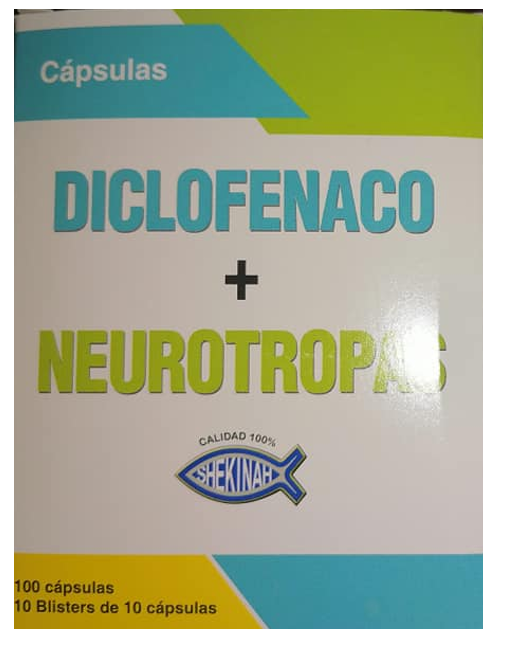 Cápsulas
DICLOFENACO
+
NEUROTROPAS
CALIDAD 100%
SHEKINAH
100 cápsulas
10 Blisters de 10 cápsulas